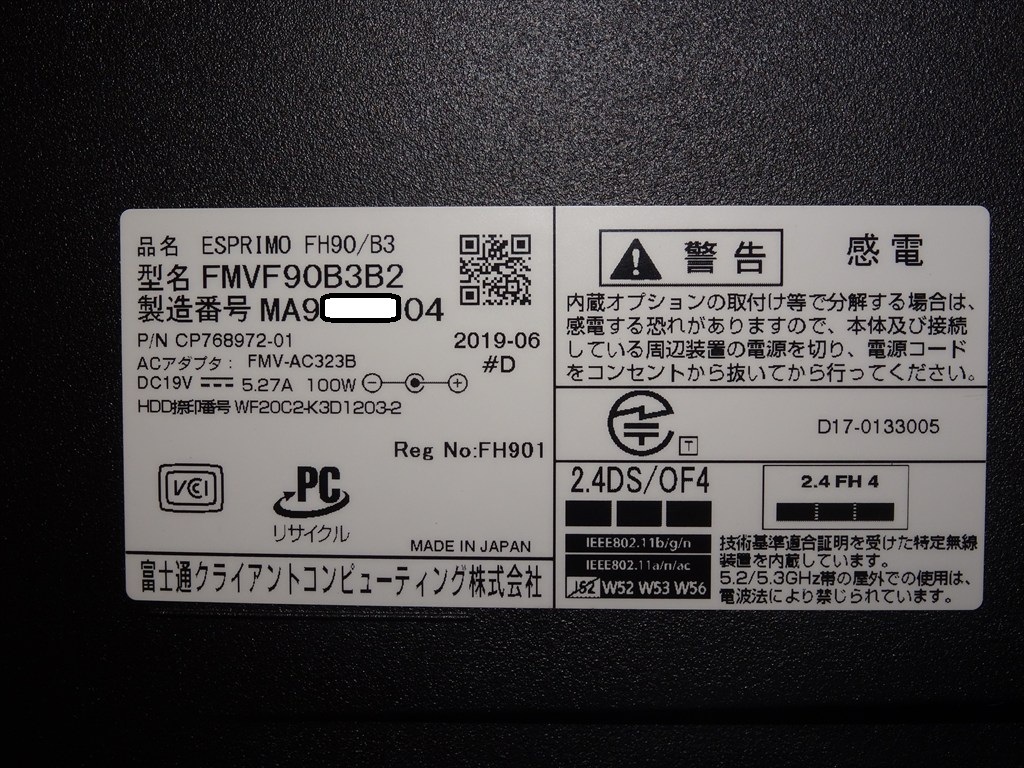 品名 ESPRIMO FH90/B3
型名 FMVF90B3B2
製造番号 MA9 04
P/N CP768972-01
2019-06
ACアダプタ： FMV-AC323B
#D
DC19V 5.27A 100W
HDD捺印番号 WF20C2-K3D1203-2
Reg No:FH901
VCI
PC
リサイクル
MADE IN JAPAN
富士通クライアントコンピューティング株式会社
警告
感電
内蔵オプションの取付け等で分解する場合は、
感電する恐れがありますので、本体及び接続
している周辺装置の電源を切り、電源コード
をコンセントから抜いてから行ってください。
T
D17-0133005
2.4DS/OF4
2.4 FH 4
IEEE802.11b/g/n
IEEE802.11a/n/ac
J52 W52 W53 W56
技術基準適合証明を受けた特定無線
装置を内蔵しています。
5.2/5.3GHz帯の屋外での使用は、
電波法により禁じられています。